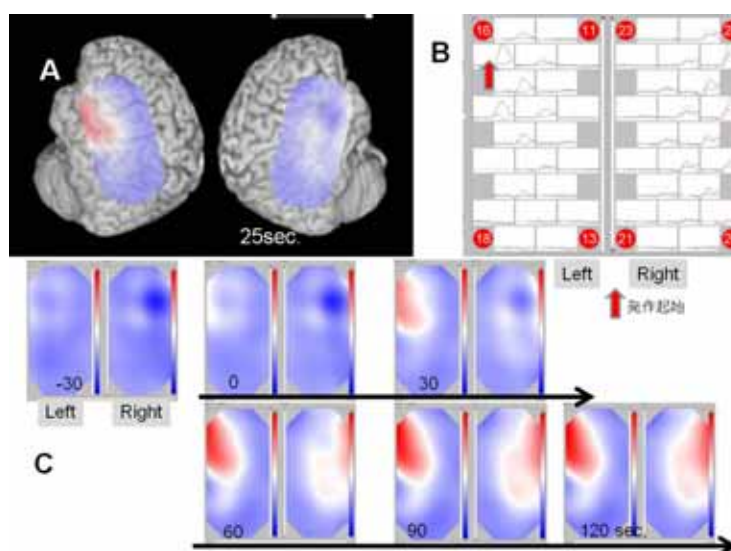 A
25sec.
B
16
11
23
18
13
21
Left
Right
発作起始
-30
0
30
Left
Right
C
60
90
120 sec.